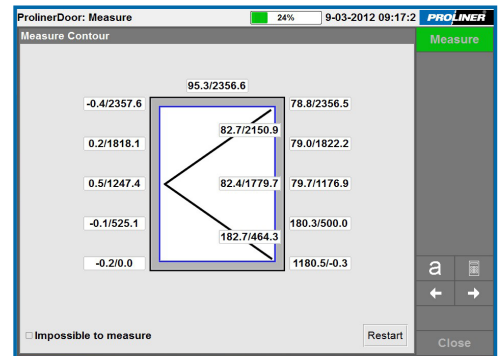 ProlinerDoor: Measure 24% 9-03-2012 09:17:2 PROLINER
Measure Contour Measure
95.3/2356.6
-0.4/2357.6 78.8/2356.5
82.7/2150.9
0.2/1818.1 79.0/1822.2
0.5/1247.4 82.4/1779.7 79.7/1176.9
-0.1/525.1 180.3/500.0
182.7/464.3
-0.2/0.0 1180.5/-0.3
a
Impossible to measure Restart
Close